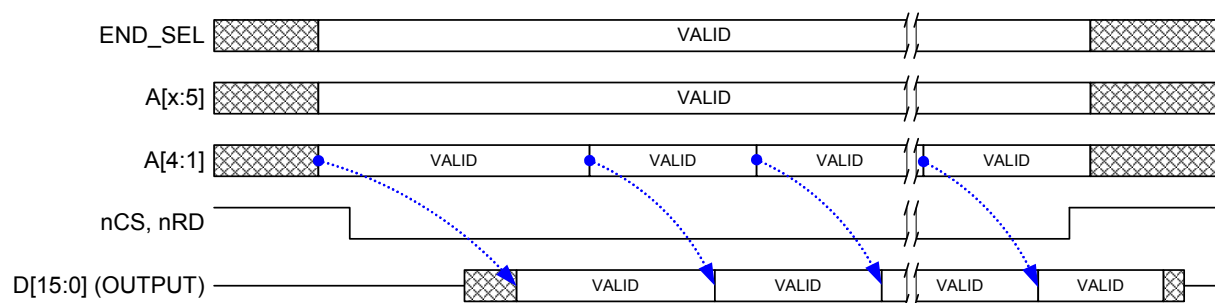 END_SEL VALID
A[x:5] VALID
A[4:1] VALID VALID VALID VALID
nCS, nRD
D[15:0] (OUTPUT) VALID VALID VALID VALID